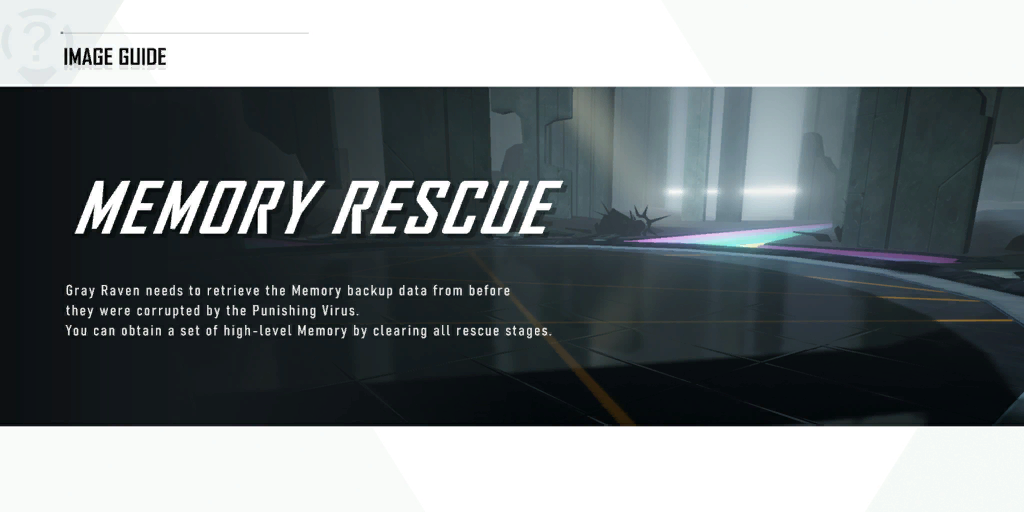 IMAGE GUIDE
MEMORY RESCUE
Gray Raven needs to retrieve the Memory backup data from before
they were corrupted by the Punishing Virus.
You can obtain a set of high-level Memory by clearing all rescue stages.